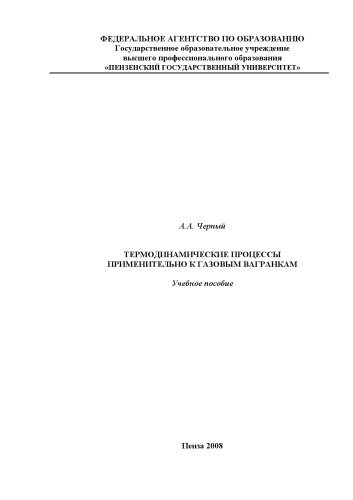 ФЕДЕРАЛЬНОЕ АГЕНТСТВО ПО ОБРАЗОВАНИЮ
Государственное образовательное учреждение
высшего профессионального образования
«ПЕНЗЕНСКИЙ ГОСУДАРСТВЕННЫЙ УНИВЕРСИТЕТ»
А.А. Черный
ТЕРМОДИНАМИЧЕСКИЕ ПРОЦЕССЫ
ПРИМЕНИТЕЛЬНО К ГАЗОВЫМ ВАГРАНКАМ
Учебное пособие
Пенза 2008